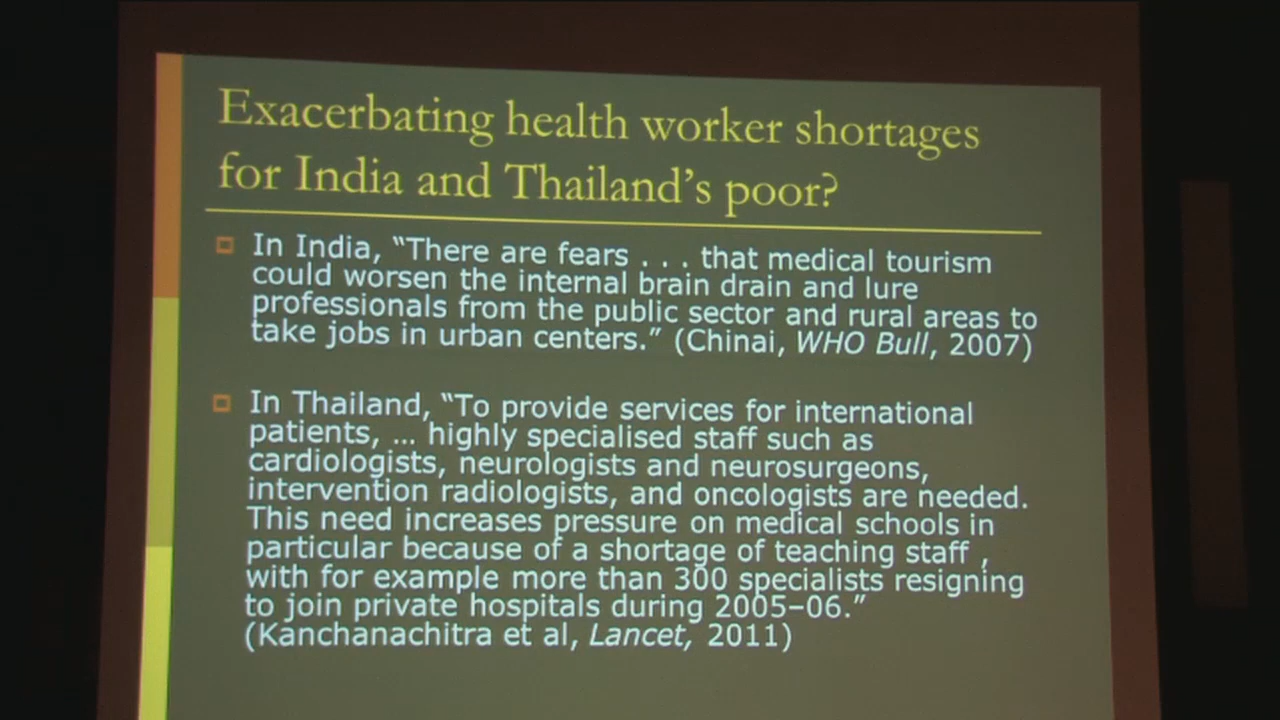 Exacerbating health worker shortages
for India and Thailand's poor?
In India, “There are fears . . . that medical tourism
could worsen the internal brain drain and lure
professionals from the public sector and rural areas to
take jobs in urban centers.” (Chinai, WHO Bull, 2007)
In Thailand, “To provide services for international
patients, ... highly specialised staff such as
cardiologists, neurologists and neurosurgeons,
intervention radiologists, and oncologists are needed.
This need increases pressure on medical schools in
particular because of a shortage of teaching staff ,
with for example more than 300 specialists resigning
to join private hospitals during 2005–06.”
(Kanchanachitra et al, Lancet, 2011)